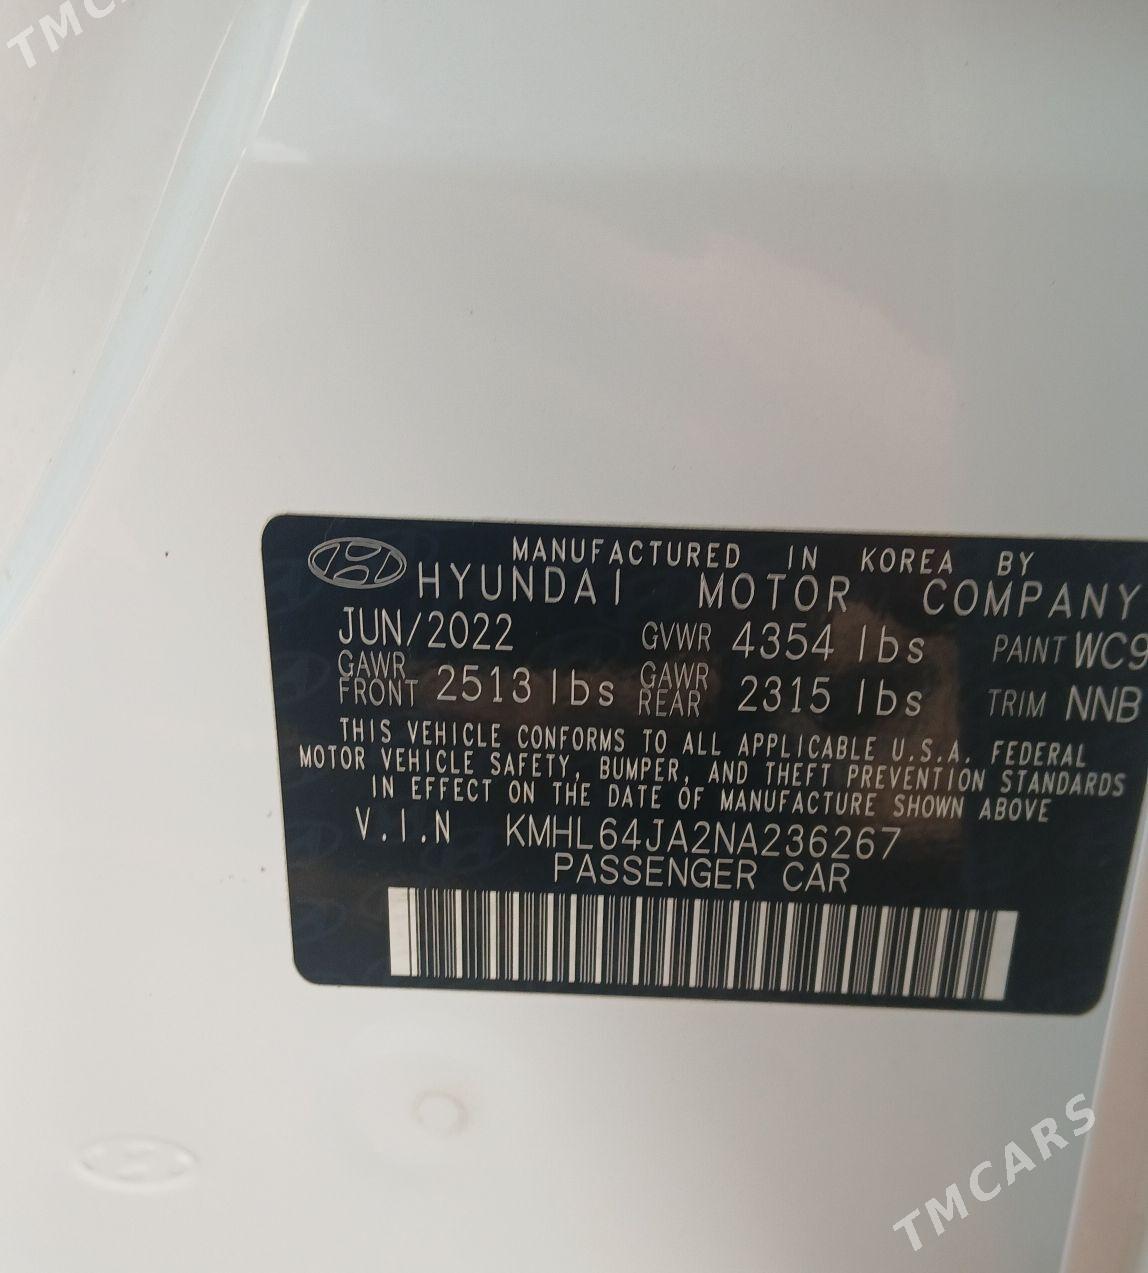 TMCARS
MANUFACTURED IN KOREA BY
HYUNDAI MOTOR COMPANY
JUN/2022 GVWR 4354 lbs PAINT WC9
GAWR FRONT 2513 lbs GAWR REAR 2315 lbs TRIM NNB
THIS VEHICLE CONFORMS TO ALL APPLICABLE U.S.A. FEDERAL
MOTOR VEHICLE SAFETY, BUMPER, AND THEFT PREVENTION STANDARDS
IN EFFECT ON THE DATE OF MANUFACTURE SHOWN ABOVE
V.I.N KMHL64JA2NA236267
PASSENGER CAR